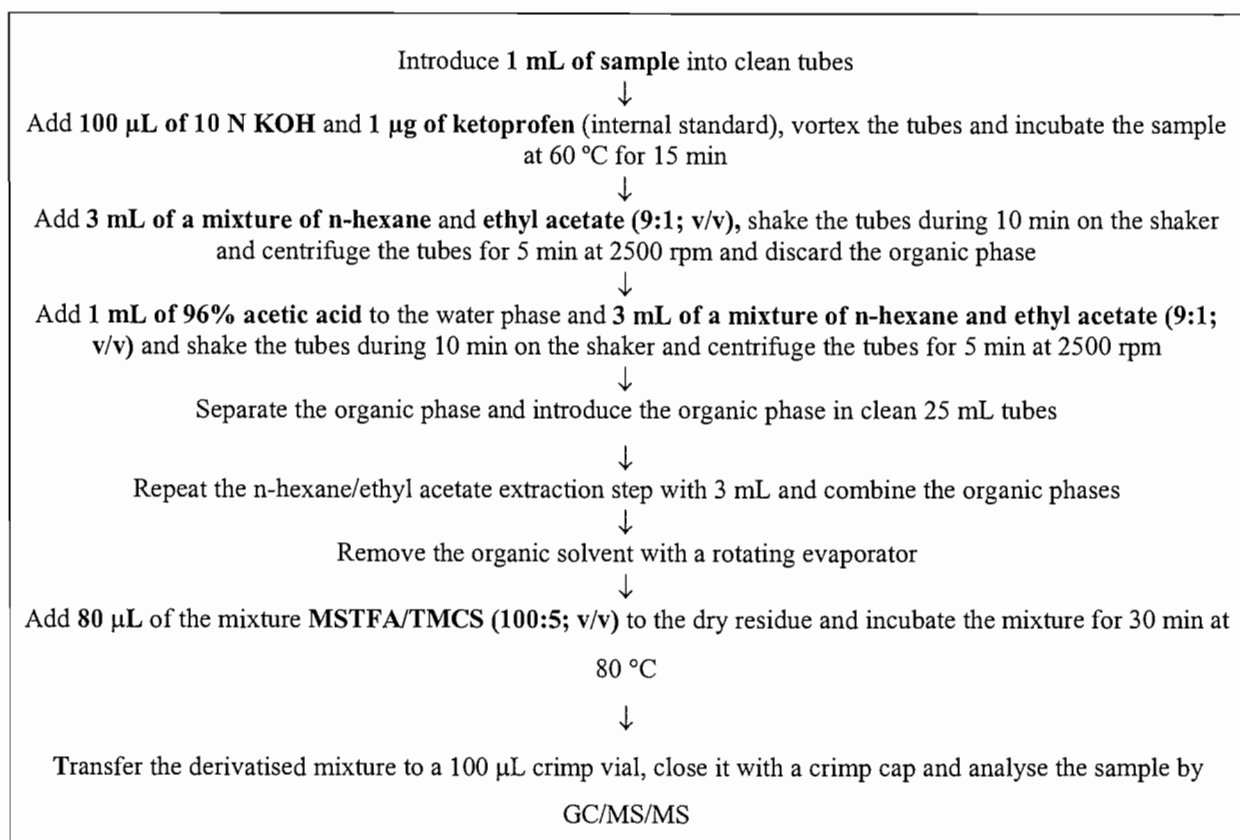 Introduce 1 mL of sample into clean tubes
↓
Add 100 µL of 10 N KOH and 1 µg of ketoprofen (internal standard), vortex the tubes and incubate the sample
at 60 ºC for 15 min
↓
Add 3 mL of a mixture of n-hexane and ethyl acetate (9:1; v/v), shake the tubes during 10 min on the shaker
and centrifuge the tubes for 5 min at 2500 rpm and discard the organic phase
↓
Add 1 mL of 96% acetic acid to the water phase and 3 mL of a mixture of n-hexane and ethyl acetate (9:1;
v/v) and shake the tubes during 10 min on the shaker and centrifuge the tubes for 5 min at 2500 rpm
↓
Separate the organic phase and introduce the organic phase in clean 25 mL tubes
↓
Repeat the n-hexane/ethyl acetate extraction step with 3 mL and combine the organic phases
↓
Remove the organic solvent with a rotating evaporator
↓
Add 80 µL of the mixture MSTFA/TMCS (100:5; v/v) to the dry residue and incubate the mixture for 30 min at
80 °C
↓
Transfer the derivatised mixture to a 100 µL crimp vial, close it with a crimp cap and analyse the sample by
GC/MS/MS